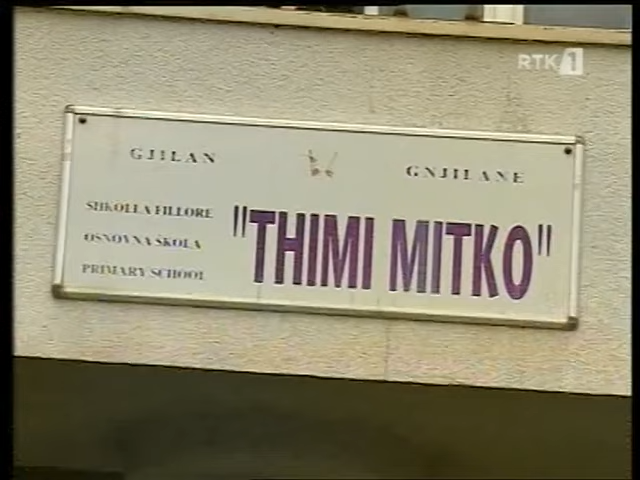 RTK 1
GJILAN
GNJILANE
SHKOLLA FILLORE
OSNOVNA ŠKOLA
PRIMARY SCHOOL
"THIMI MITKO"